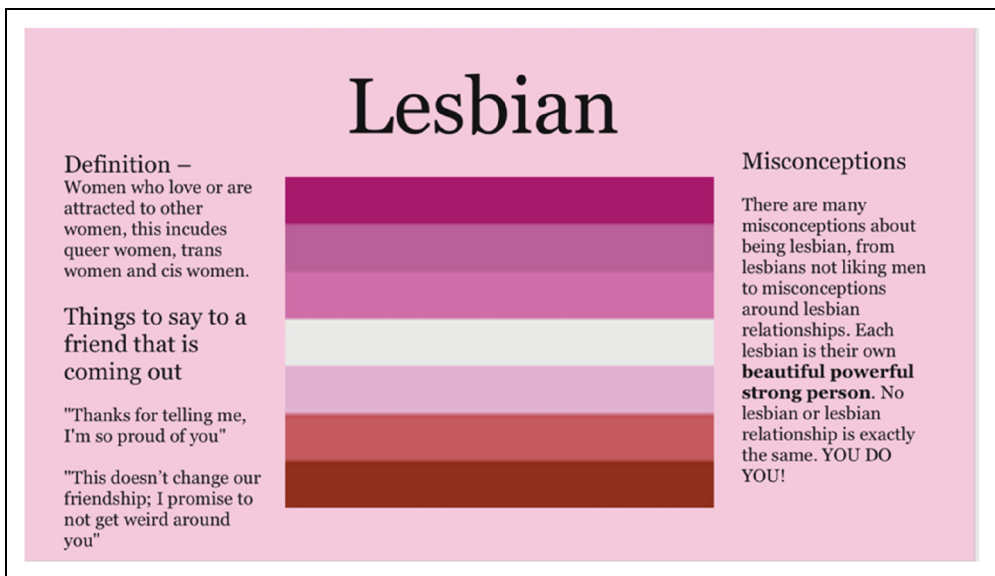 Lesbian
Definition –
Women who love or are
attracted to other
women, this incudes
queer women, trans
women and cis women.
Things to say to a
friend that is
coming out
"Thanks for telling me,
I'm so proud of you"
"This doesn't change our
friendship; I promise to
not get weird around
you"
Misconceptions
There are many
misconceptions about
being lesbian, from
lesbians not liking men
to misconceptions
around lesbian
relationships. Each
lesbian is their own
beautiful powerful
strong person. No
lesbian or lesbian
relationship is exactly
the same. YOU DO
YOU!